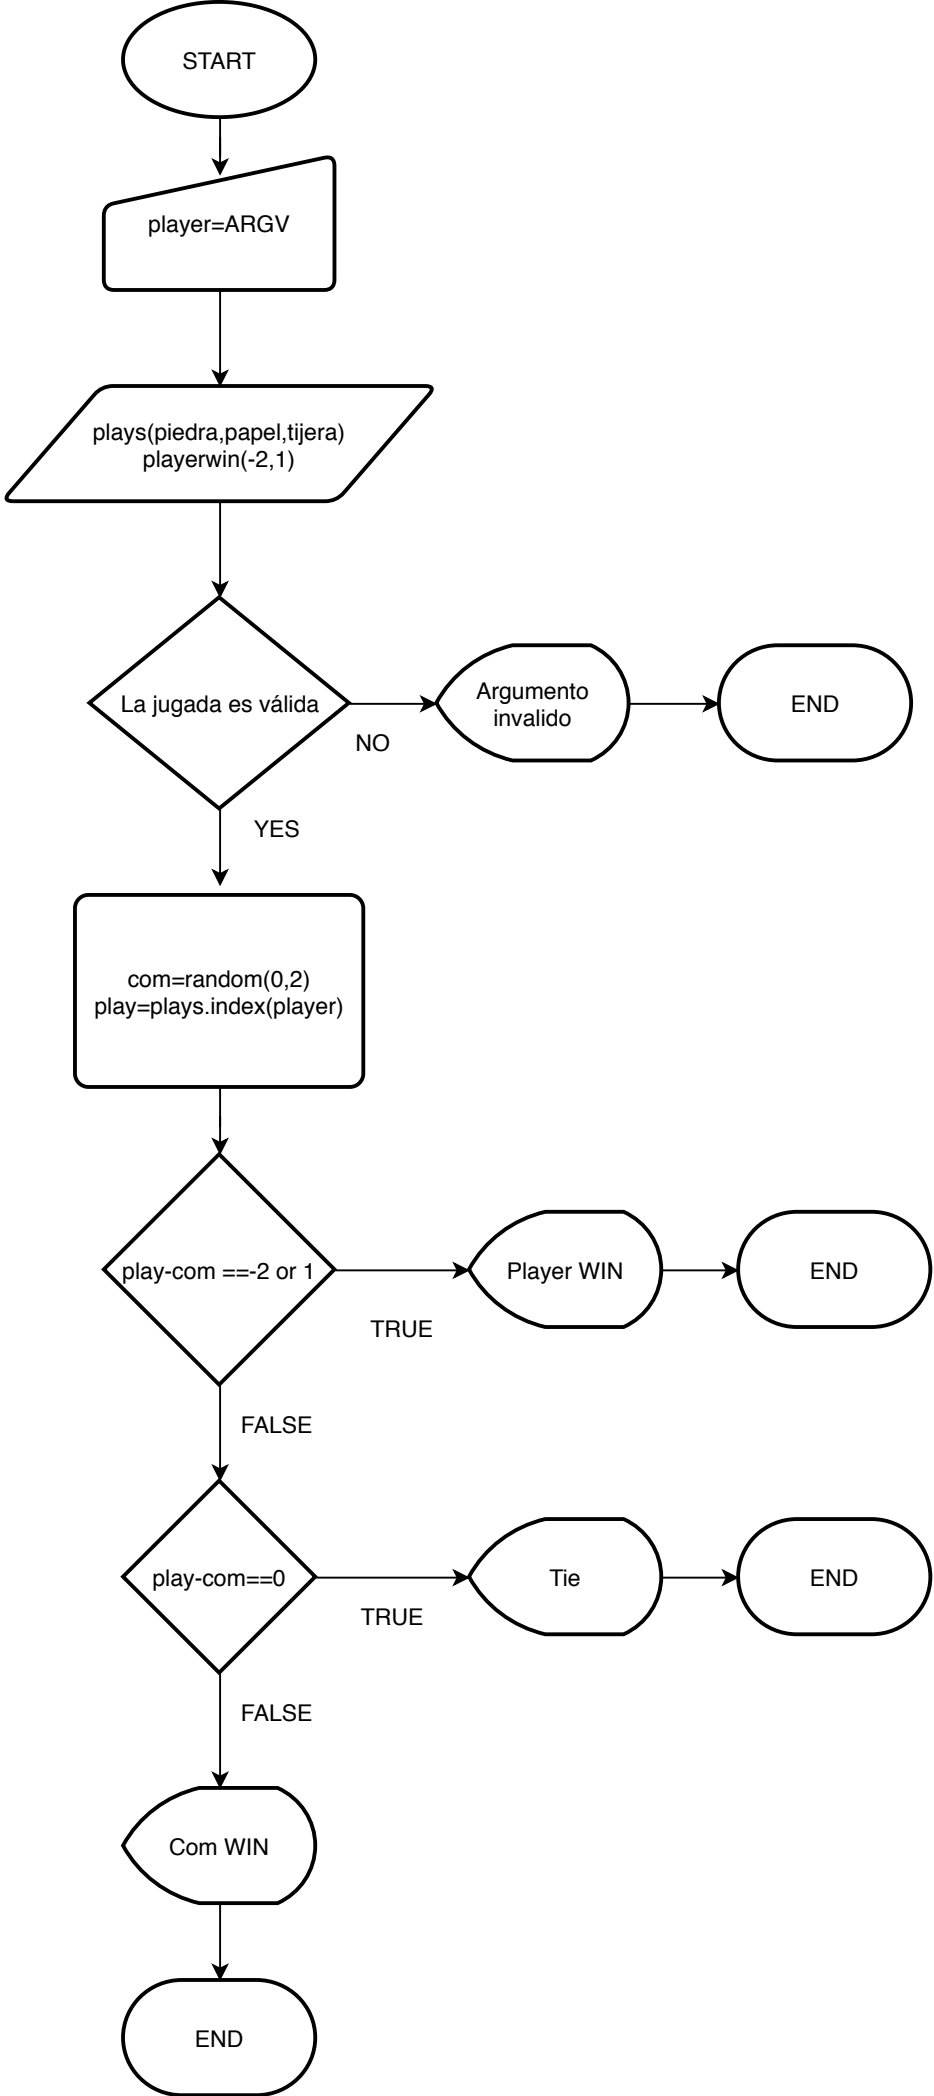 START
player=ARGV
plays(piedra,papel,tijera)
playerwin(-2,1)
La jugada es válida
NO
Argumento
invalido
END
YES
com=random(0,2)
play=plays.index(player)
play-com ==-2 or 1
TRUE
Player WIN
END
FALSE
play-com==0
TRUE
Tie
END
FALSE
Com WIN
END